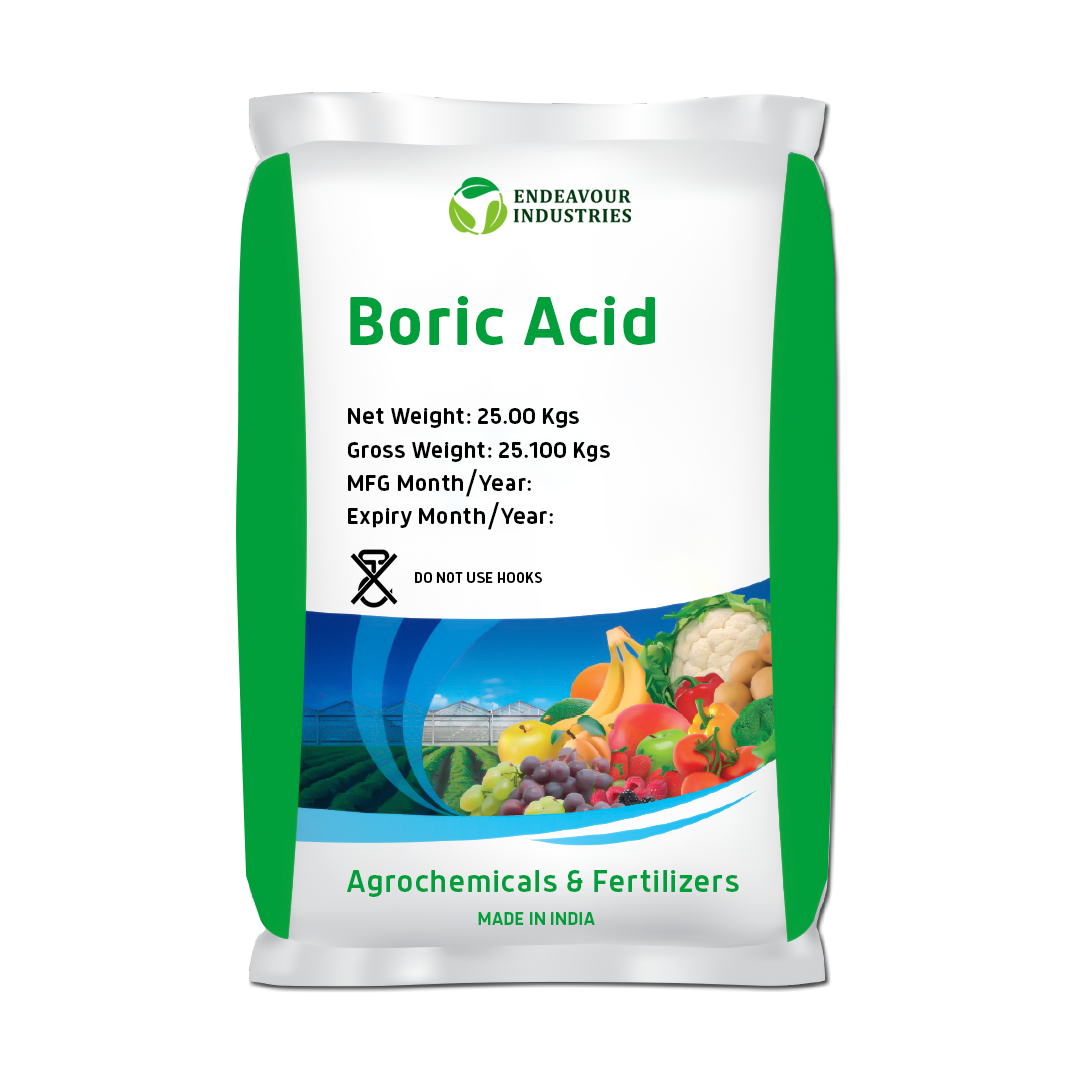 ENDEAVOUR
INDUSTRIES
Boric Acid
Net Weight: 25.00 Kgs
Gross Weight: 25.100 Kgs
MFG Month/Year:
Expiry Month/Year:
DO NOT USE HOOKS
Agrochemicals & Fertilizers
MADE IN INDIA